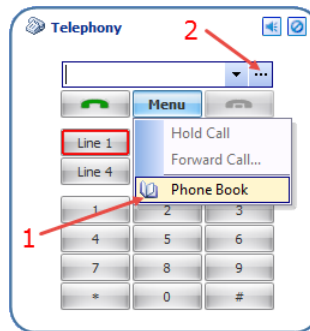 Telephony
2
...
Menu
Line 1
Hold Call
Forward Call...
Line 4
Phone Book
1
1 2 3
4 5 6
7 8 9
* 0 #